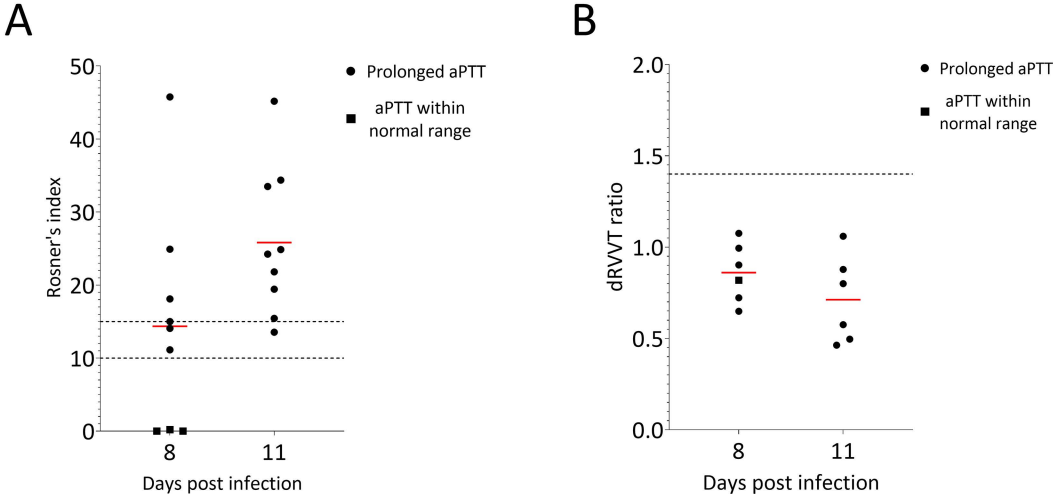 A
50
40
30
20
10
0
Rosner's index
8 11
Days post infection
Prolonged aPTT
aPTT within
normal range
B
2.0
1.5
1.0
0.5
0.0
dRVVT ratio
8 11
Days post infection
Prolonged aPTT
aPTT within
normal range